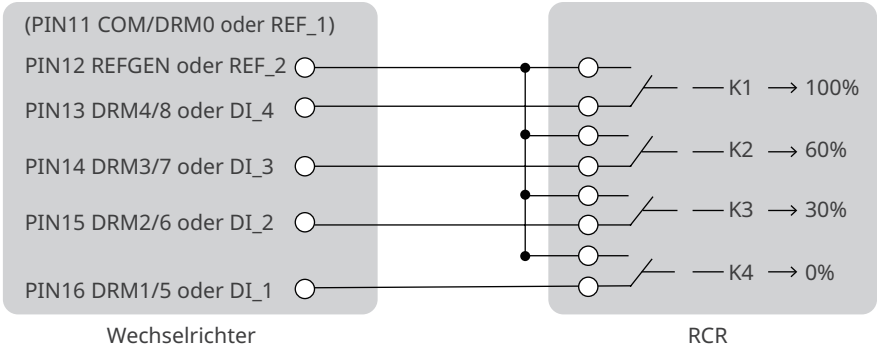 (PIN11 COM/DRM0 oder REF_1)
PIN12 REFGEN oder REF_2
PIN13 DRM4/8 oder DI_4
PIN14 DRM3/7 oder DI_3
PIN15 DRM2/6 oder DI_2
PIN16 DRM1/5 oder DI_1
K1 → 100%
K2 → 60%
K3 → 30%
K4 → 0%
Wechselrichter
RCR